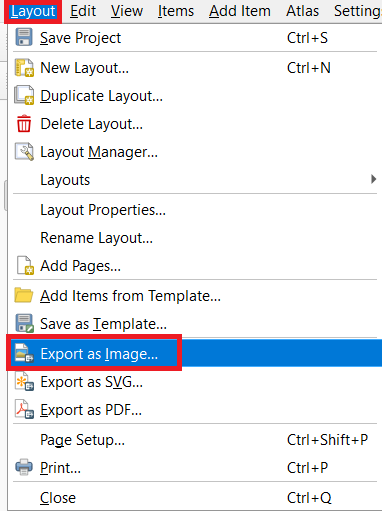 Layout Edit View Items Add Item Atlas Setting
Save Project Ctrl+S
New Layout... Ctrl+N
Duplicate Layout...
Delete Layout...
Layout Manager...
Layouts
Layout Properties...
Rename Layout...
Add Pages...
Add Items from Template...
Save as Template...
Export as Image...
Export as SVG...
Export as PDF...
Page Setup... Ctrl+Shift+P
Print... Ctrl+P
Close Ctrl+Q